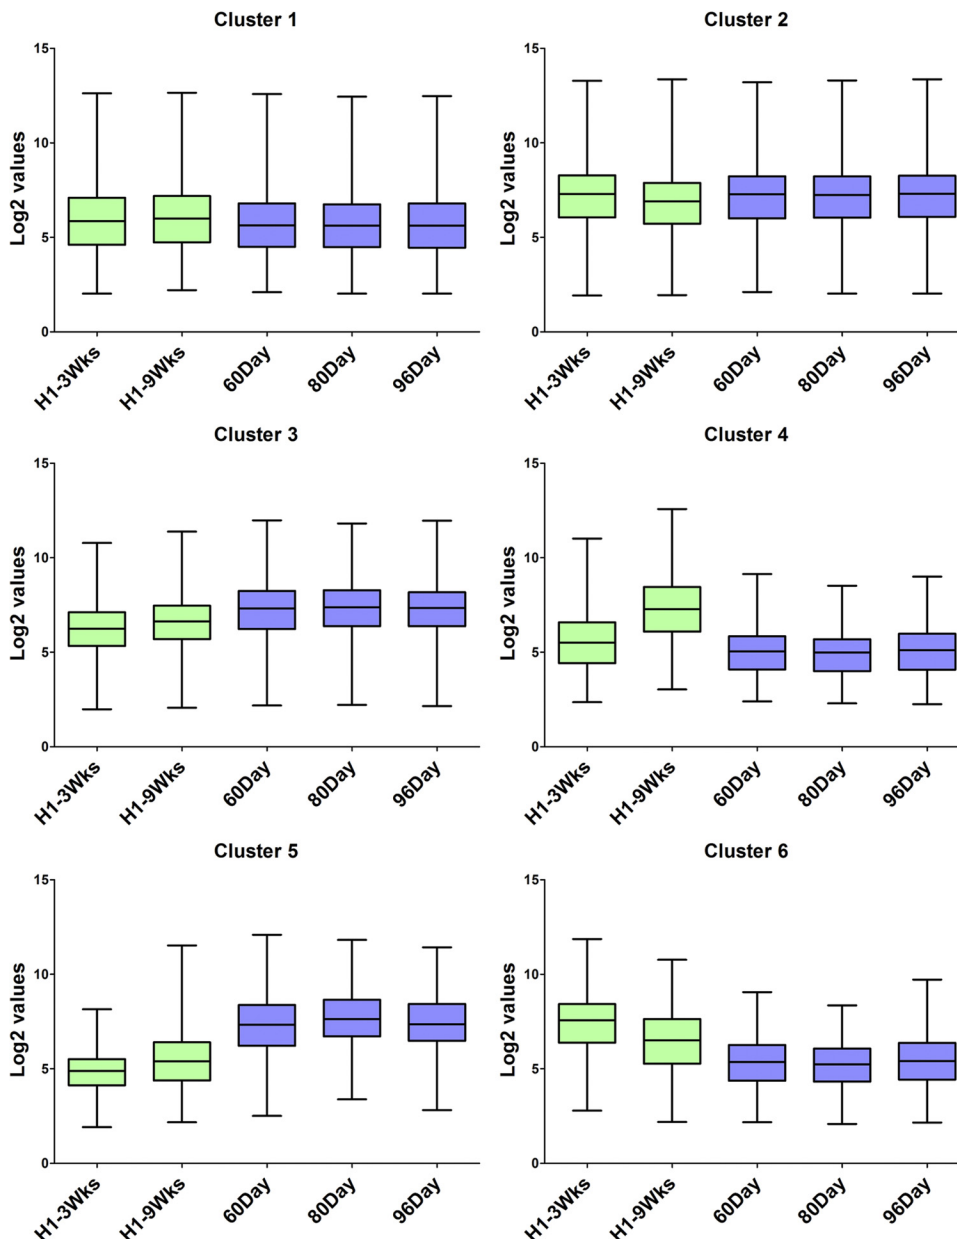 Cluster 1
15
10
5
0
Log2 values
H1-3Wks
H1-9Wks
60Day
80Day
96Day
Cluster 2
15
10
5
0
Log2 values
H1-3Wks
H1-9Wks
60Day
80Day
96Day
Cluster 3
15
10
5
0
Log2 values
H1-3Wks
H1-9Wks
60Day
80Day
96Day
Cluster 4
15
10
5
0
Log2 values
H1-3Wks
H1-9Wks
60Day
80Day
96Day
Cluster 5
15
10
5
0
Log2 values
H1-3Wks
H1-9Wks
60Day
80Day
96Day
Cluster 6
15
10
5
0
Log2 values
H1-3Wks
H1-9Wks
60Day
80Day
96Day